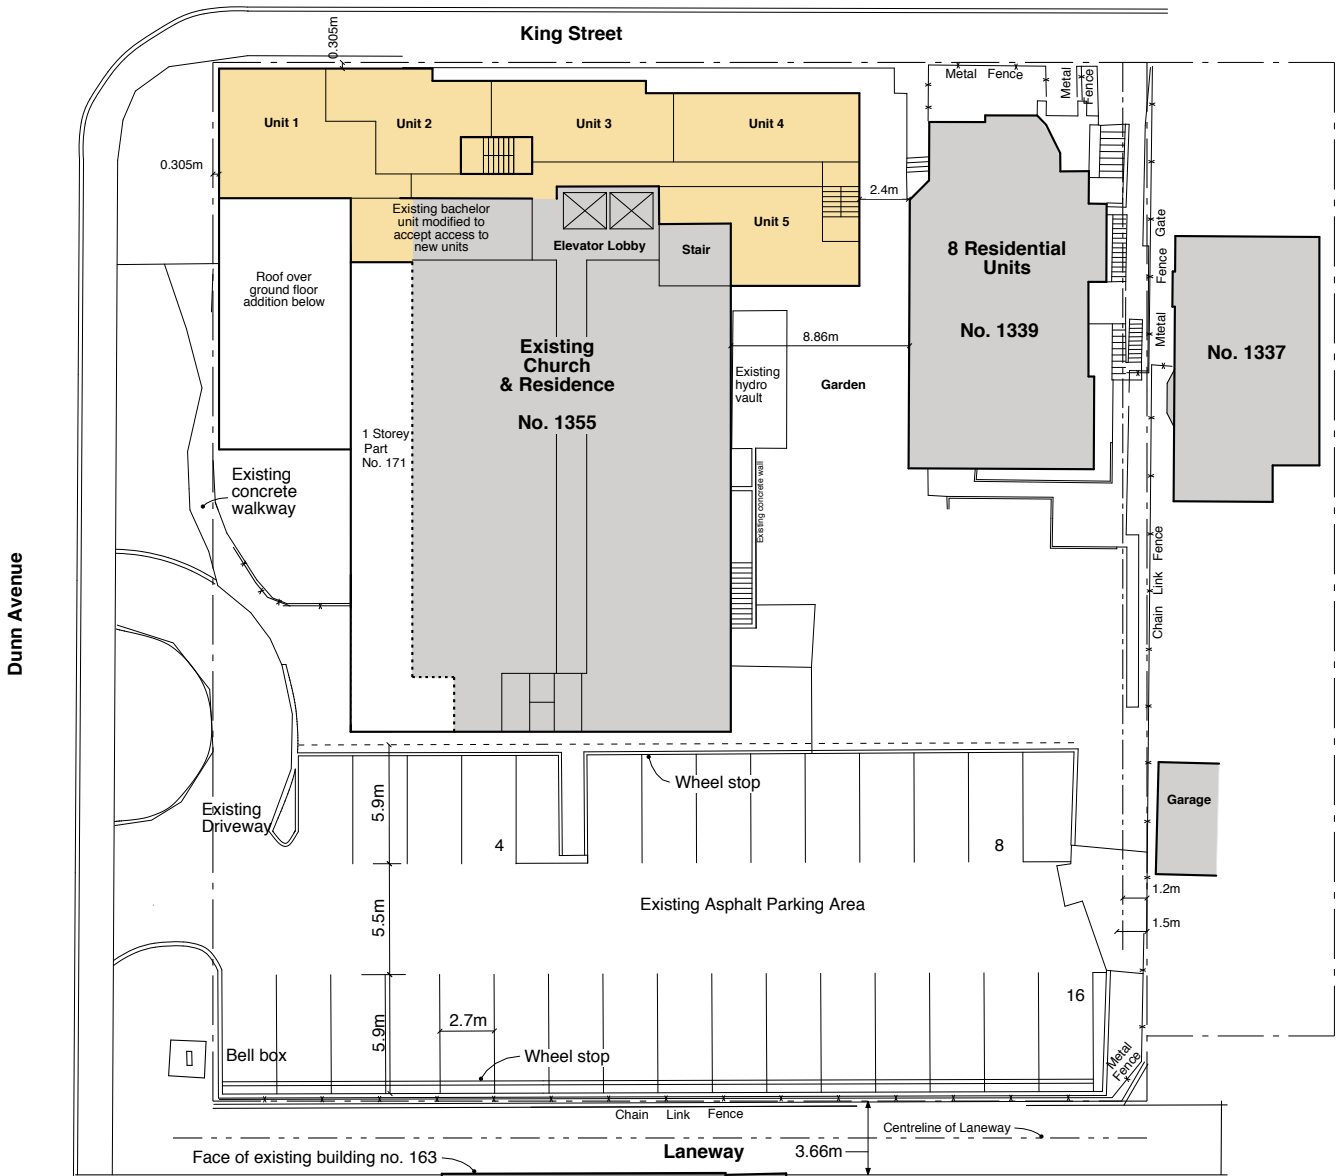 King Street
0.305m
Metal Fence
Metal
Fence
Unit 1
Unit 2
Unit 3
Unit 4
0.305m
2.4m
Existing bachelor
unit modified to
accept access to
new units
Elevator Lobby
Stair
Unit 5
8 Residential
Units
No. 1339
Mtetal Fence Gate
No. 1337
Roof over
ground floor
addition below
Existing
Church
& Residence
No. 1355
8.86m
Existing
hydro
vault
Garden
1 Storey
Part
No. 171
Existing
concrete
walkway
Existing concrete wall
Chain Link Fence
Dunn Avenue
Wheel stop
5.9m
Existing
Driveway
4
8
Garage
5.5m
Existing Asphalt Parking Area
1.2m
1.5m
16
2.7m
5.9m
Bell box
Wheel stop
Metal
Fence
Chain Link Fence
Centreline of Laneway
Laneway
3.66m
Face of existing building no. 163